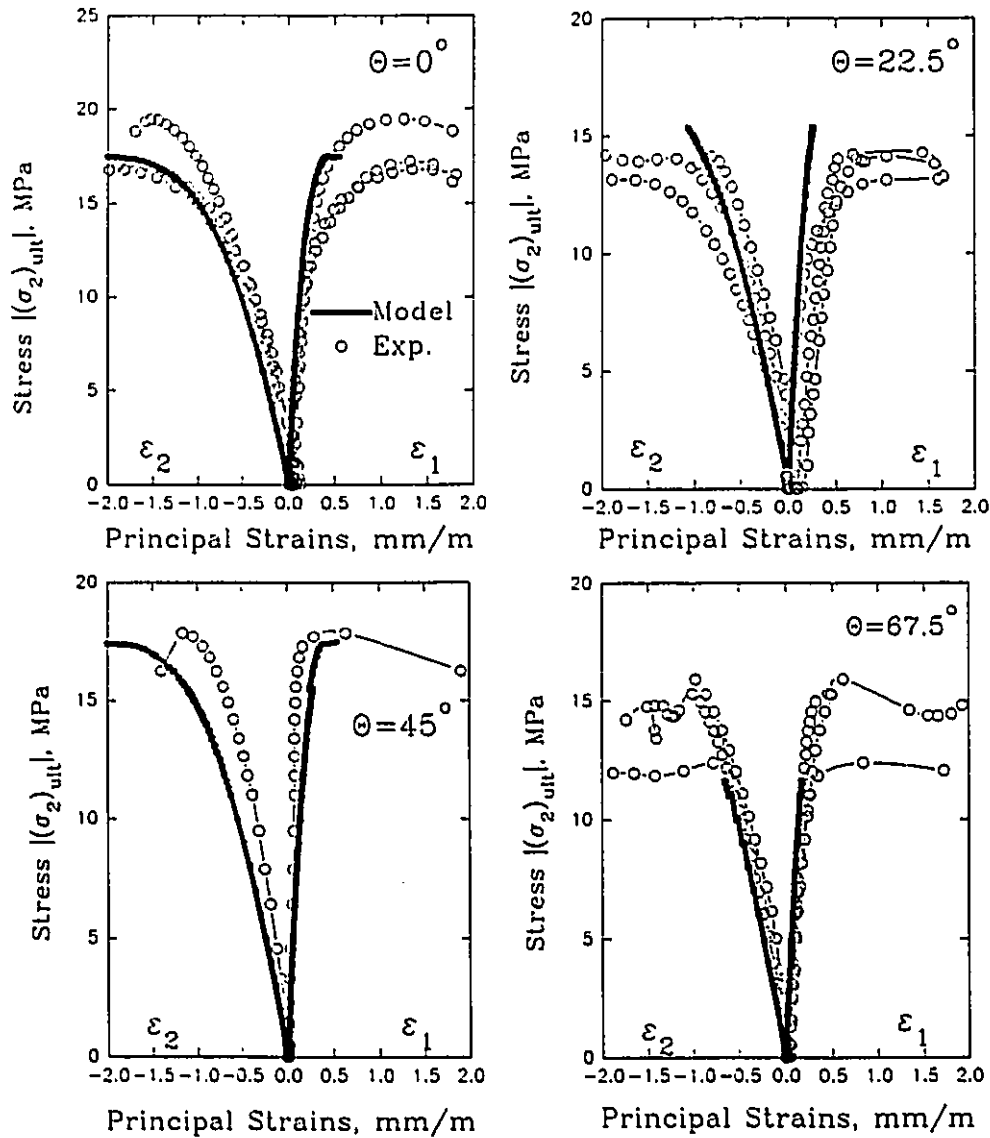 Θ=0°
Stress |(σ₂)ult|, MPa
25
20
15
10
5
0
Model
Exp.
ε₂
ε₁
-2.0 -1.5 -1.0 -0.5 0.0 0.5 1.0 1.5 2.0
Principal Strains, mm/m
Θ=22.5°
Stress |(σ₂)ult|, MPa
20
15
10
5
0
ε₂
ε₁
-2.0 -1.5 -1.0 -0.5 0.0 0.5 1.0 1.5 2.0
Principal Strains, mm/m
Θ=45°
Stress |(σ₂)ult|, MPa
20
15
10
5
0
ε₂
ε₁
-2.0 -1.5 -1.0 -0.5 0.0 0.5 1.0 1.5 2.0
Principal Strains, mm/m
Θ=67.5°
Stress |(σ₂)ult|, MPa
20
15
10
5
0
ε₂
ε₁
-2.0 -1.5 -1.0 -0.5 0.0 0.5 1.0 1.5 2.0
Principal Strains, mm/m